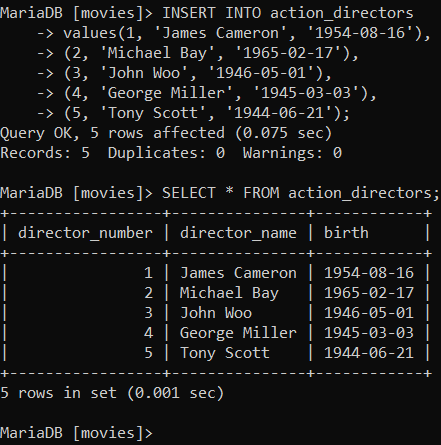 MariaDB [movies]> INSERT INTO action_directors
    -> values(1, 'James Cameron', '1954-08-16'),
    -> (2, 'Michael Bay', '1965-02-17'),
    -> (3, 'John Woo', '1946-05-01'),
    -> (4, 'George Miller', '1945-03-03'),
    -> (5, 'Tony Scott', '1944-06-21');
Query OK, 5 rows affected (0.075 sec)
Records: 5  Duplicates: 0  Warnings: 0

MariaDB [movies]> SELECT * FROM action_directors;
+-----------------+---------------+------------+
| director_number | director_name | birth      |
+-----------------+---------------+------------+
|               1 | James Cameron | 1954-08-16 |
|               2 | Michael Bay   | 1965-02-17 |
|               3 | John Woo      | 1946-05-01 |
|               4 | George Miller | 1945-03-03 |
|               5 | Tony Scott    | 1944-06-21 |
+-----------------+---------------+------------+
5 rows in set (0.001 sec)

MariaDB [movies]>